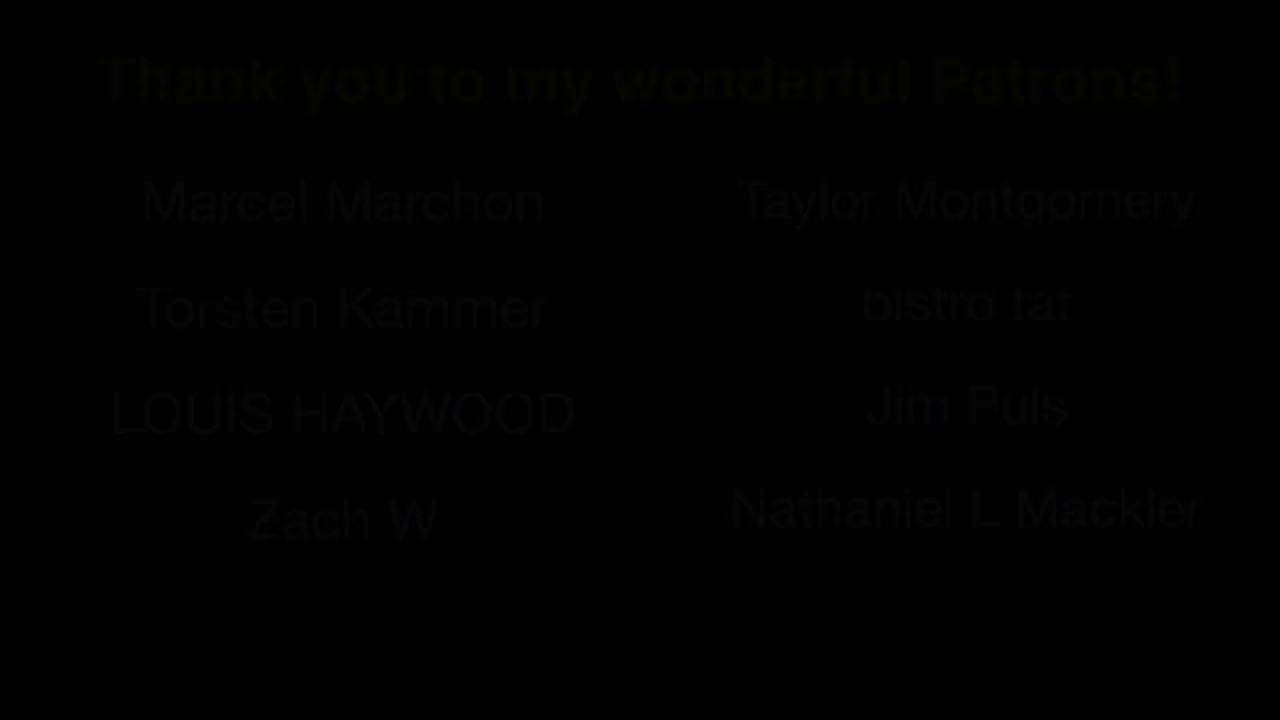 Thank you to my wonderful Patrons!
Marcel Marchon
Taylor Montgomery
Torsten Kammer
bistro fat
LOUIS HAYWOOD
Jim Puls
Zach W
Nathaniel L Mackler